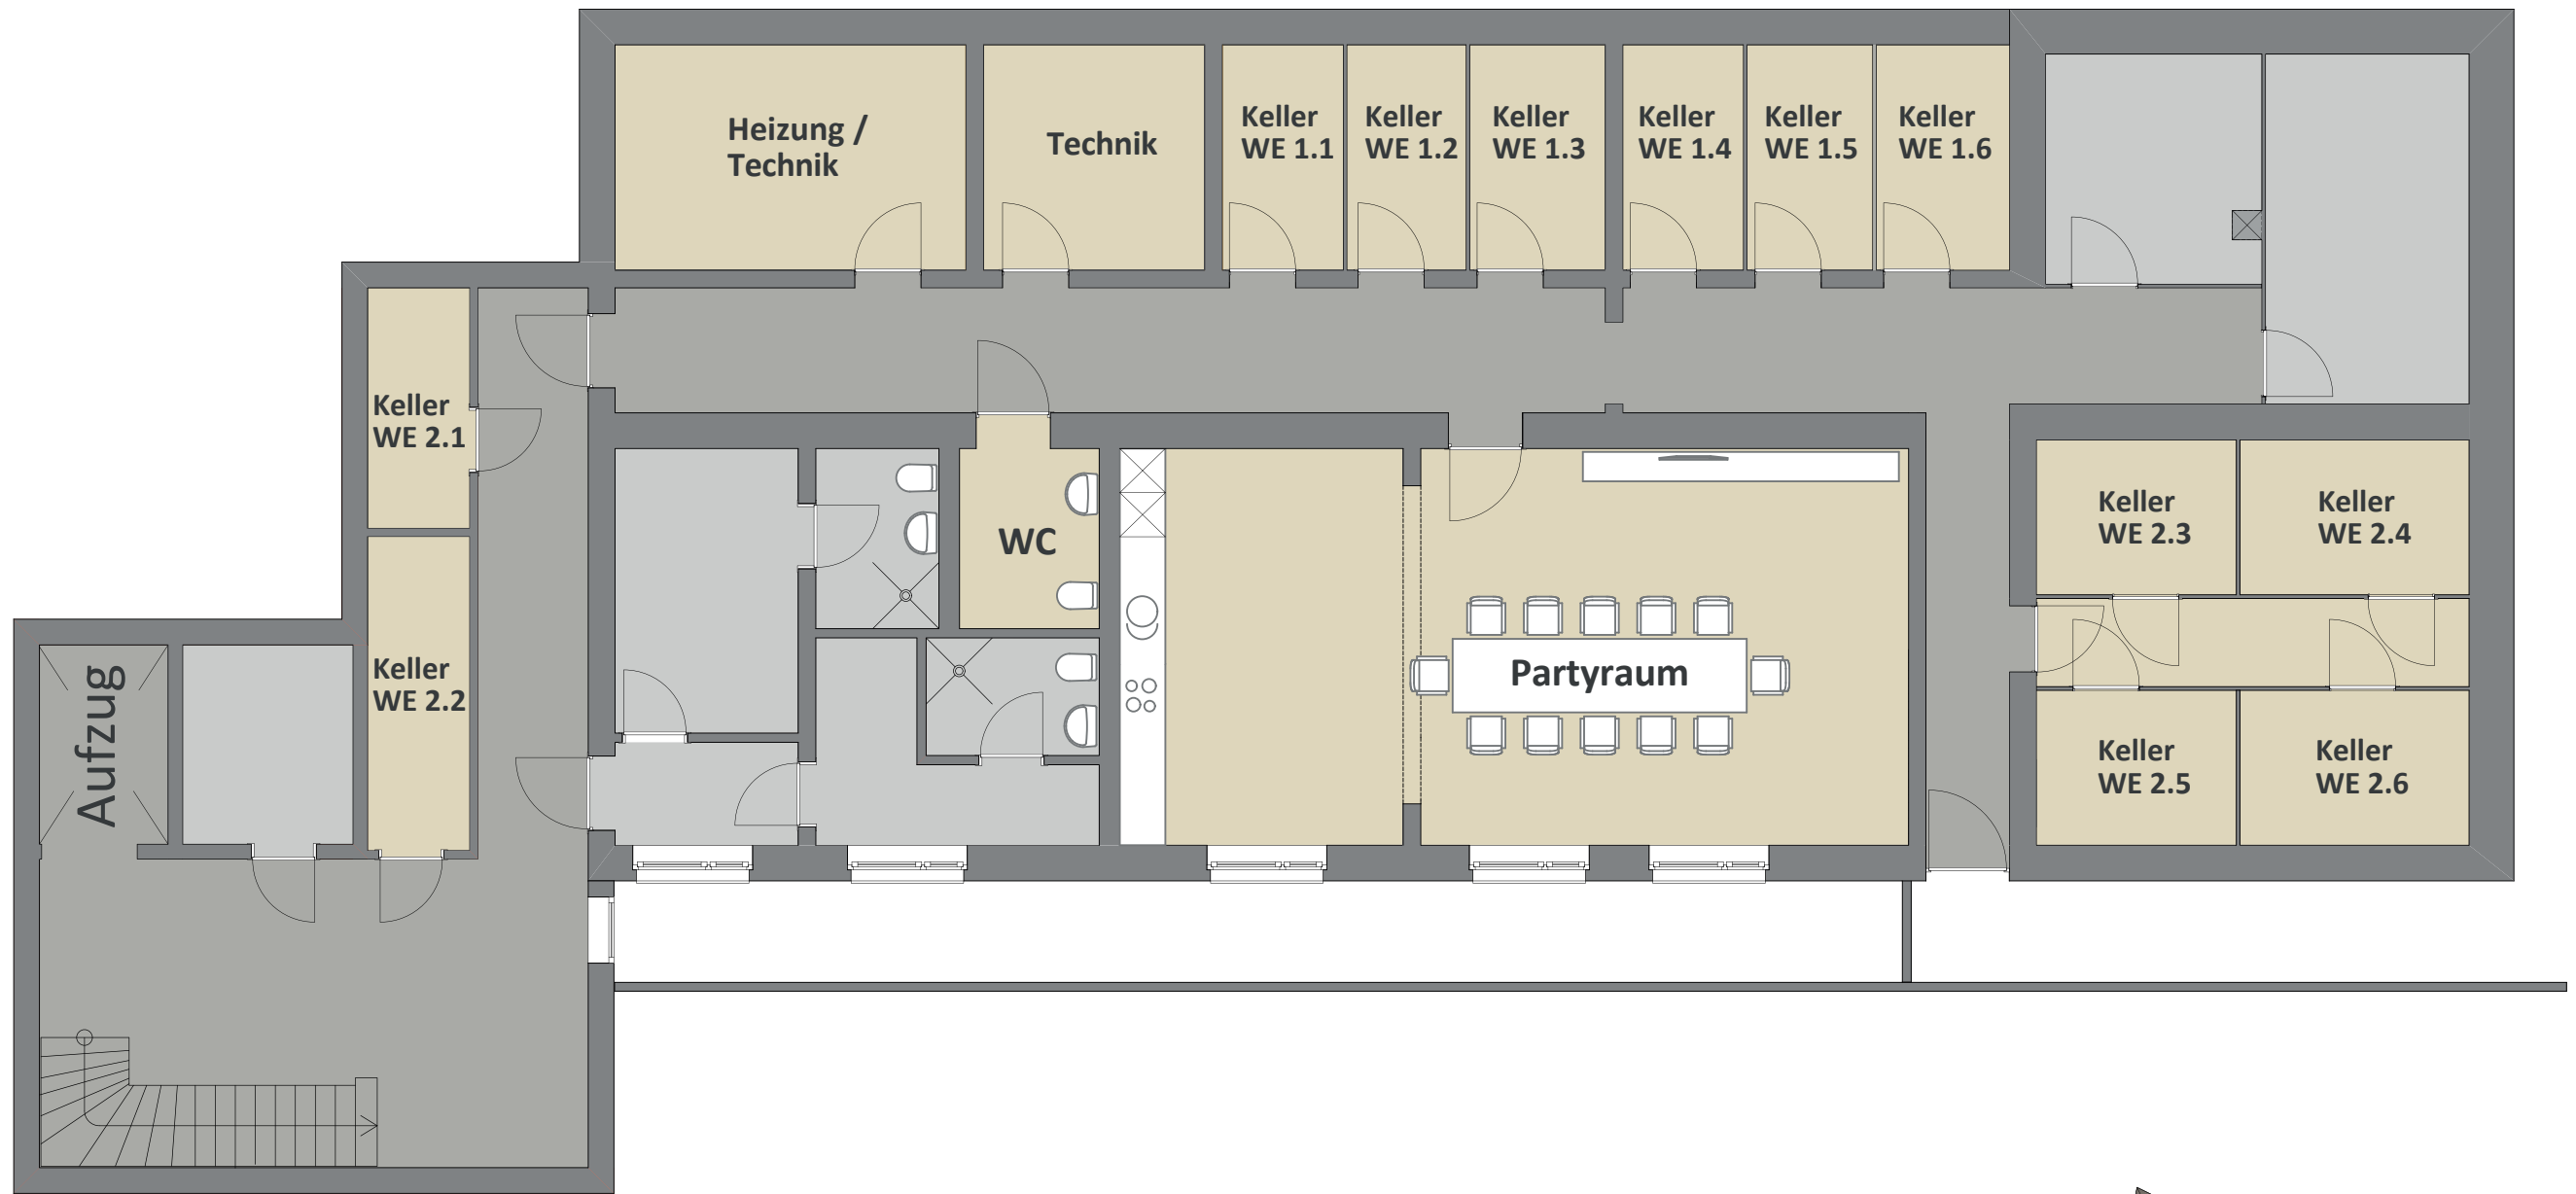 Heizung /
Technik
Technik
Keller
WE 1.1
Keller
WE 1.2
Keller
WE 1.3
Keller
WE 1.4
Keller
WE 1.5
Keller
WE 1.6
Keller
WE 2.1
Keller
WE 2.2
Aufzug
WC
Partyraum
Keller
WE 2.3
Keller
WE 2.4
Keller
WE 2.5
Keller
WE 2.6